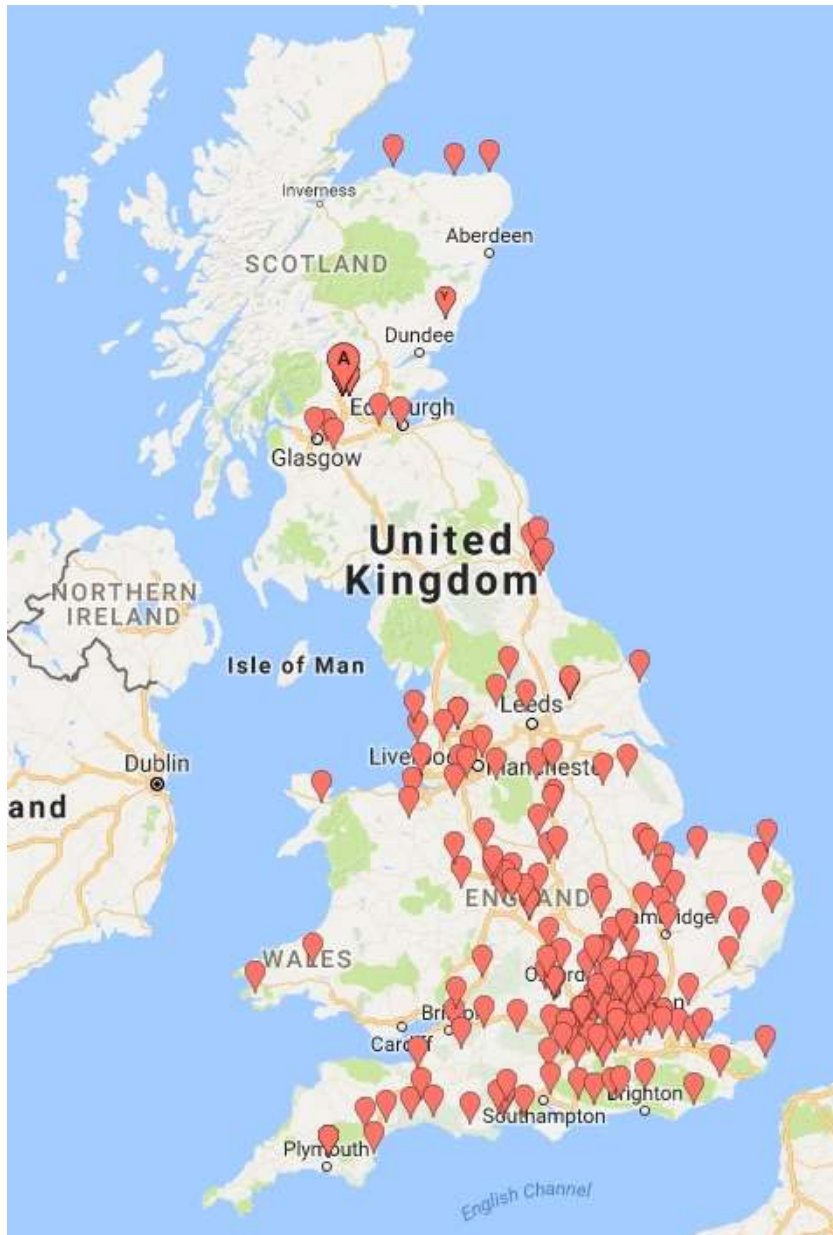 Inverness
Aberdeen
SCOTLAND
Y
Dundee
A
Glasgow
United
Kingdom
NORTHERN
IRELAND
Isle of Man
Leeds
Dublin
and
ENGLAND
WALES
Cardiff
Southampton
Brighton
Plymouth
English Channel